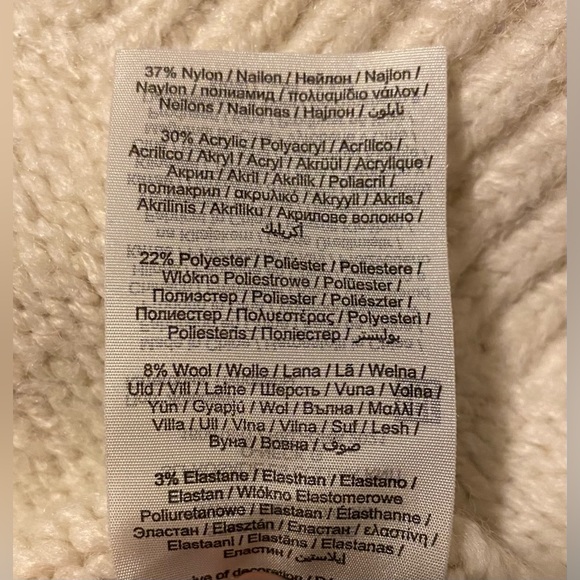 37% Nylon / Nailon / Нейлон / Najlon /
Naylon / полиамид / πολυαμίδιο νάιλον /
Neilons / Nailonas / Најлон / نايلون
30% Acrylic / Polyacryl / Acrílico /
Acrilico / Akryl / Acryl / Akrüül / Acrylique /
Акрил / Akril / Akrilik / Poliacril /
полиакрил / ακρυλικό / Akryyli / Akrils /
Akrilinis / Akriliku / Акрилове волокно /
أكريليك
22% Polyester / Poliéster / Poliestere /
Włókno Poliestrowe / Polüester /
Полиэстер / Poliester / Poliészter /
Полиестер / Πολυεστέρας / Polyesteri /
Poliesteris / Поліестер / بوليستر
8% Wool / Wolle / Lana / Lã / Wełna /
Uld / Vill / Laine / Шерсть / Vuna / Volna /
Yün / Gyapjú / Wol / Вълна / Μαλλί /
Villa / Ull / Vlna / Vilna / Suf / Lesh /
Вуна / Вовна / صوف
3% Elastane / Elasthan / Elastano /
Elastan / Włókno Elastomerowe
Poliuretanowe / Elastaan / Élasthanne /
Эластан / Elasztán / Еластан / ελαστίνη /
Elastaani / Elastāns / Elastanas /
Еластин / إيلاستين
of decoration /